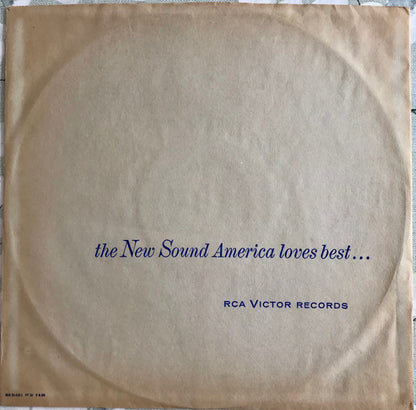 the New Sound America loves best...
RCA VICTOR RECORDS